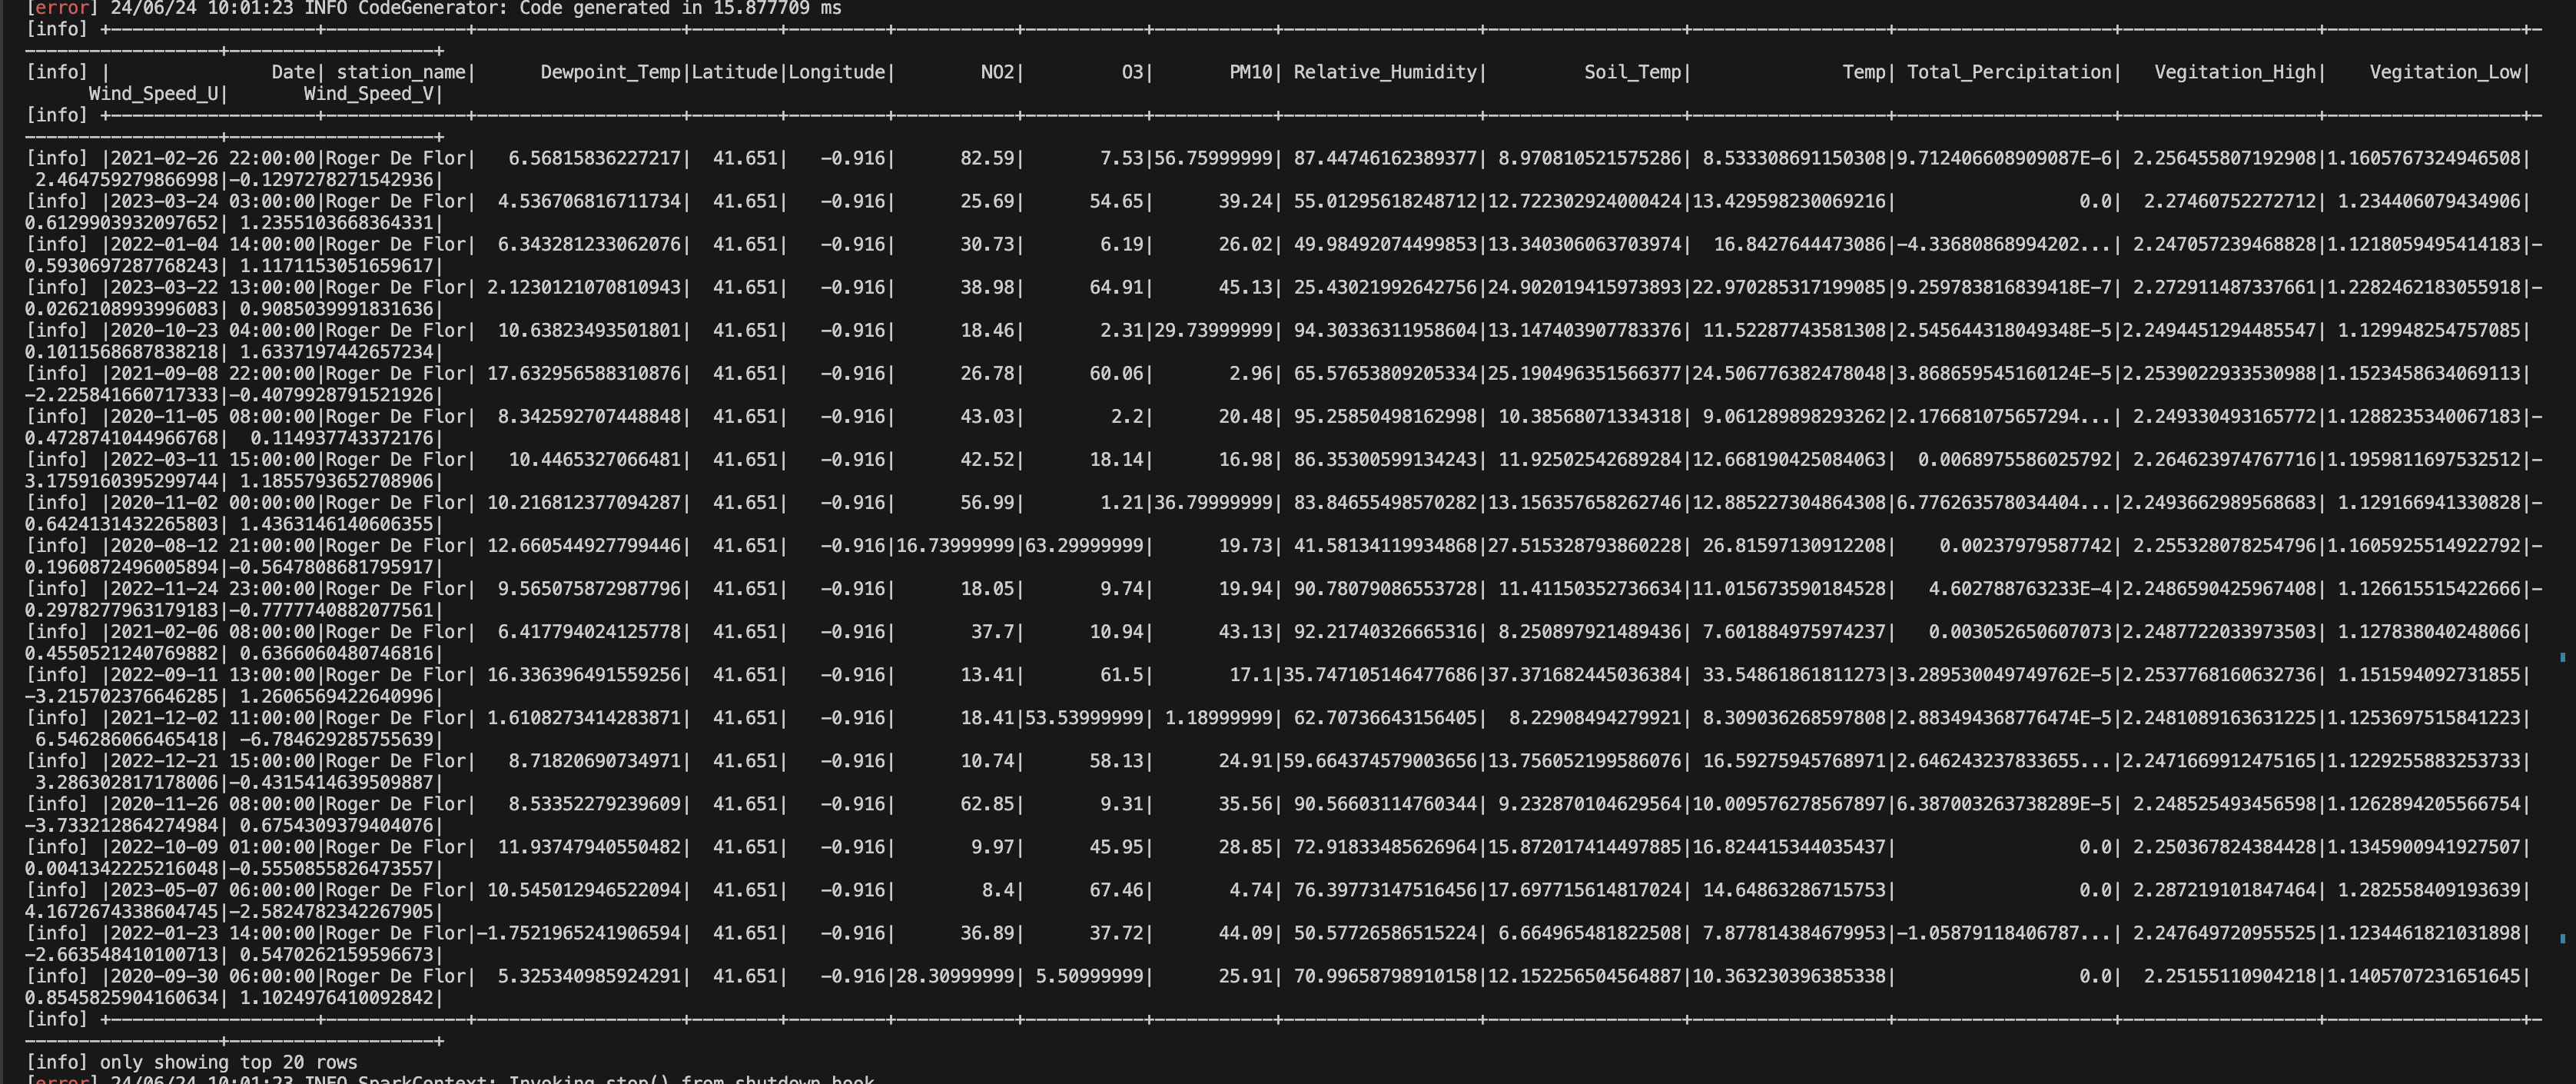 [error] 24/06/24 10:01:23 INFO CodeGenerator: Code generated in 15.877709 ms
[info] +-------------------+--------------+-------------------+--------+---------+-----------+-----------+-----------+------------------+------------------+------------------+--------------------+------------------+------------------+-
------------------+-------------------+
[info] |               Date| station_name|      Dewpoint_Temp|Latitude|Longitude|        NO2|         O3|       PM10| Relative_Humidity|         Soil_Temp|              Temp| Total_Percipitation|   Vegitation_High|    Vegitation_Low|
      Wind_Speed_U|       Wind_Speed_V|
[info] +-------------------+--------------+-------------------+--------+---------+-----------+-----------+-----------+------------------+------------------+------------------+--------------------+------------------+------------------+-
------------------+-------------------+
[info] |2021-02-26 22:00:00|Roger De Flor|   6.56815836227217|  41.651|   -0.916|      82.59|       7.53|56.75999999| 87.44746162389377| 8.970810521575286| 8.533308691150308|9.712406608909087E-6| 2.256455807192908|1.1605767324946508|
 2.464759279866998|-0.1297278271542936|
[info] |2023-03-24 03:00:00|Roger De Flor|  4.536706816711734|  41.651|   -0.916|      25.69|      54.65|      39.24| 55.01295618248712|12.722302924000424|13.429598230069216|                 0.0|  2.27460752272712| 1.234406079434906|
0.6129903932097652| 1.2355103668364331|
[info] |2022-01-04 14:00:00|Roger De Flor|  6.343281233062076|  41.651|   -0.916|      30.73|       6.19|      26.02| 49.98492074499853|13.340306063703974|  16.8427644473086|-4.33680868994202...| 2.247057239468828|1.1218059495414183|-
0.5930697287768243| 1.1171153051659617|
[info] |2023-03-22 13:00:00|Roger De Flor| 2.1230121070810943|  41.651|   -0.916|      38.98|      64.91|      45.13| 25.43021992642756|24.902019415973893|22.970285317199085|9.259783816839418E-7| 2.272911487337661|1.2282462183055918|-
0.0262108993996083| 0.9085039991831636|
[info] |2020-10-23 04:00:00|Roger De Flor|  10.63823493501801|  41.651|   -0.916|      18.46|       2.31|29.73999999| 94.30336311958604|13.147403907783376| 11.52287743581308|2.545644318049348E-5|2.2494451294485547| 1.129948254757085|
0.1011568687838218| 1.6337197442657234|
[info] |2021-09-08 22:00:00|Roger De Flor| 17.632956588310876|  41.651|   -0.916|      26.78|      60.06|       2.96| 65.57653809205334|25.190496351566377|24.506776382478048|3.868659545160124E-5|2.2539022933530988|1.1523458634069113|
-2.225841660717333|-0.4079928791521926|
[info] |2020-11-05 08:00:00|Roger De Flor|  8.342592707448848|  41.651|   -0.916|      43.03|        2.2|      20.48| 95.25850498162998| 10.38568071334318| 9.061289898293262|2.176681075657294...| 2.249330493165772|1.1288235340067183|-
0.4728741044966768|  0.114937743372176|
[info] |2022-03-11 15:00:00|Roger De Flor|   10.4465327066481|  41.651|   -0.916|      42.52|      18.14|      16.98| 86.35300599134243| 11.92502542689284|12.668190425084063|  0.0068975586025792| 2.264623974767716|1.1959811697532512|-
3.1759160395299744| 1.1855793652708906|
[info] |2020-11-02 00:00:00|Roger De Flor| 10.216812377094287|  41.651|   -0.916|      56.99|       1.21|36.79999999| 83.84655498570282|13.156357658262746|12.885227304864308|6.776263578034404...|2.2493662989568683| 1.129166941330828|-
0.6424131432265803| 1.4363146140606355|
[info] |2020-08-12 21:00:00|Roger De Flor| 12.660544927799446|  41.651|   -0.916|16.73999999|63.29999999|      19.73| 41.58134119934868|27.515328793860228| 26.81597130912208|    0.00237979587742| 2.255328078254796|1.1605925514922792|-
0.1960872496005894|-0.5647808681795917|
[info] |2022-11-24 23:00:00|Roger De Flor|  9.565075872987796|  41.651|   -0.916|      18.05|       9.74|      19.94| 90.78079086553728| 11.41150352736634|11.015673590184528|   4.602788763233E-4|2.2486590425967408| 1.126615515422666|-
0.2978277963179183|-0.7777740882077561|
[info] |2021-02-06 08:00:00|Roger De Flor|  6.417794024125778|  41.651|   -0.916|       37.7|      10.94|      43.13| 92.21740326665316| 8.250897921489436| 7.601884975974237|   0.003052650607073|2.2487722033973503| 1.127838040248066|
0.4550521240769882| 0.6366060480746816|
[info] |2022-09-11 13:00:00|Roger De Flor| 16.336396491559256|  41.651|   -0.916|      13.41|       61.5|       17.1|35.747105146477686|37.371682445036384| 33.54861861811273|3.289530049749762E-5|2.2537768160632736| 1.151594092731855|
-3.215702376646285| 1.2606569422640996|
[info] |2021-12-02 11:00:00|Roger De Flor| 1.6108273414283871|  41.651|   -0.916|      18.41|53.53999999| 1.18999999| 62.70736643156405|  8.22908494279921| 8.309036268597808|2.883494368776474E-5|2.2481089163631225|1.1253697515841223|
 6.546286066465418| -6.784629285755639|
[info] |2022-12-21 15:00:00|Roger De Flor|   8.71820690734971|  41.651|   -0.916|      10.74|      58.13|      24.91|59.664374579003656|13.756052199586076| 16.59275945768971|2.646243237833655...|2.2471669912475165|1.1229255883253733|
 3.286302817178006|-0.4315414639509887|
[info] |2020-11-26 08:00:00|Roger De Flor|   8.53352279239609|  41.651|   -0.916|      62.85|       9.31|      35.56| 90.56603114760344| 9.232870104629564|10.009576278567897|6.387003263738289E-5| 2.248525493456598|1.1262894205566754|
-3.733212864274984| 0.6754309379404076|
[info] |2022-10-09 01:00:00|Roger De Flor|  11.93747940550482|  41.651|   -0.916|       9.97|      45.95|      28.85| 72.91833485626964|15.872017414497885|16.824415344035437|                 0.0| 2.250367824384428|1.1345900941927507|
0.0041342225216048|-0.5550855826473557|
[info] |2023-05-07 06:00:00|Roger De Flor| 10.545012946522094|  41.651|   -0.916|        8.4|      67.46|       4.74| 76.39773147516456|17.697715614817024| 14.64863286715753|                 0.0| 2.287219101847464| 1.282558409193639|
4.1672674338604745|-2.5824782342267905|
[info] |2022-01-23 14:00:00|Roger De Flor|-1.7521965241906594|  41.651|   -0.916|      36.89|      37.72|      44.09| 50.57726586515224| 6.664965481822508| 7.877814384679953|-1.05879118406787...| 2.247649720955525|1.1234461821031898|
-2.663548410100713| 0.5470262159596673|
[info] |2020-09-30 06:00:00|Roger De Flor|  5.325340985924291|  41.651|   -0.916|28.30999999| 5.50999999|      25.91| 70.99658798910158|12.152256504564887|10.363230396385338|                 0.0|  2.25155110904218|1.1405707231651645|
0.8545825904160634| 1.1024976410092842|
[info] +-------------------+--------------+-------------------+--------+---------+-----------+-----------+-----------+------------------+------------------+------------------+--------------------+------------------+------------------+-
------------------+-------------------+
[info] only showing top 20 rows
[error] 24/06/24 10:01:23 INFO SparkContext: Invoking stop() from shutdown hook